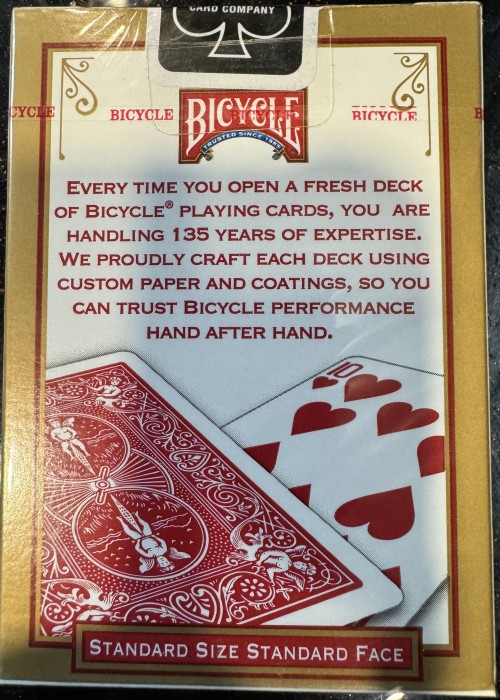 CARD COMPANY
BICYCLE BICYCLE BICYCLE BICYCLE
BICYCLE
TRUSTED SINCE 1885
EVERY TIME YOU OPEN A FRESH DECK
OF BICYCLE® PLAYING CARDS, YOU ARE
HANDLING 135 YEARS OF EXPERTISE.
WE PROUDLY CRAFT EACH DECK USING
CUSTOM PAPER AND COATINGS, SO YOU
CAN TRUST BICYCLE PERFORMANCE
HAND AFTER HAND.
10
STANDARD SIZE STANDARD FACE